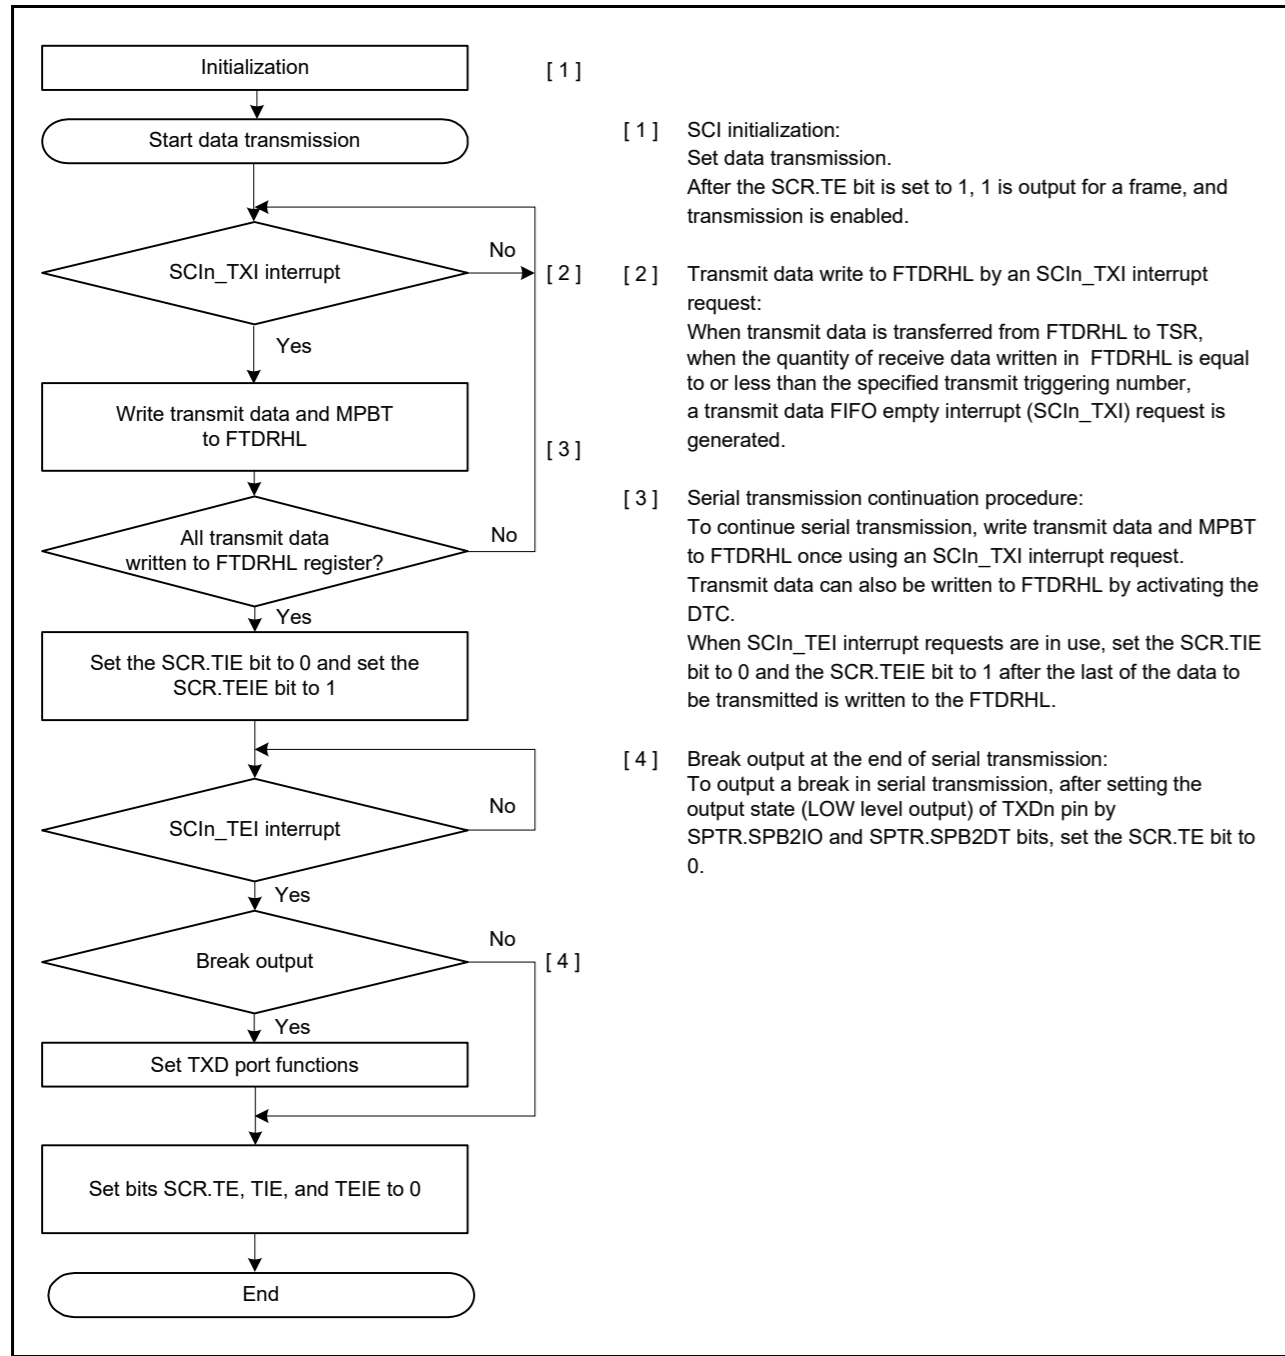 Initialization
[ 1 ]
Start data transmission
SCIn_TXI interrupt
No
[ 2 ]
Yes
Write transmit data and MPBT
to FTDRHL
[ 3 ]
All transmit data
written to FTDRHL register?
No
Yes
Set the SCR.TIE bit to 0 and set the
SCR.TEIE bit to 1
SCIn_TEI interrupt
No
Yes
Break output
No
[ 4 ]
Yes
Set TXD port functions
Set bits SCR.TE, TIE, and TEIE to 0
End
[ 1 ] SCI initialization:
Set data transmission.
After the SCR.TE bit is set to 1, 1 is output for a frame, and
transmission is enabled.
[ 2 ] Transmit data write to FTDRHL by an SCIn_TXI interrupt
request:
When transmit data is transferred from FTDRHL to TSR,
when the quantity of receive data written in FTDRHL is equal
to or less than the specified transmit triggering number,
a transmit data FIFO empty interrupt (SCIn_TXI) request is
generated.
[ 3 ] Serial transmission continuation procedure:
To continue serial transmission, write transmit data and MPBT
to FTDRHL once using an SCIn_TXI interrupt request.
Transmit data can also be written to FTDRHL by activating the
DTC.
When SCIn_TEI interrupt requests are in use, set the SCR.TIE
bit to 0 and the SCR.TEIE bit to 1 after the last of the data to
be transmitted is written to the FTDRHL.
[ 4 ] Break output at the end of serial transmission:
To output a break in serial transmission, after setting the
output state (LOW level output) of TXDn pin by
SPTR.SPB2IO and SPTR.SPB2DT bits, set the SCR.TE bit to
0.